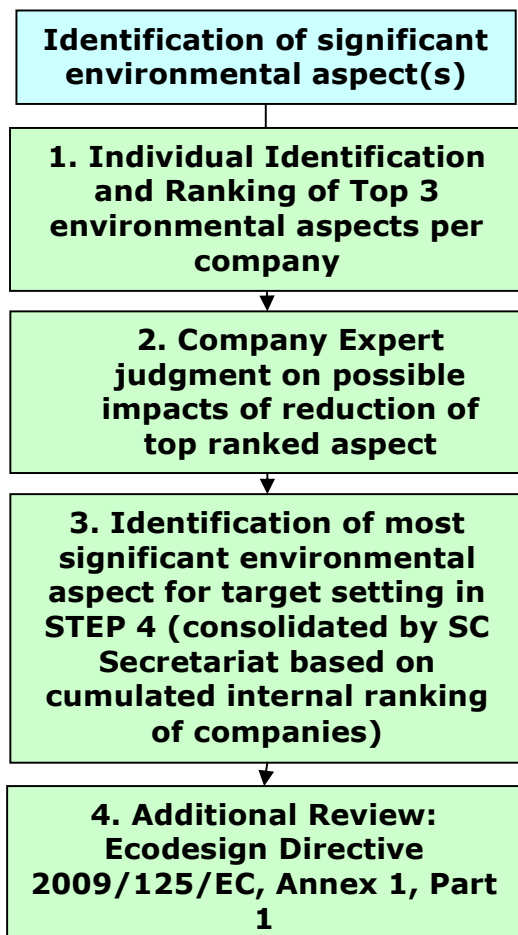 Identification of significant
environmental aspect(s)
1. Individual Identification
and Ranking of Top 3
environmental aspects per
company
2. Company Expert
judgment on possible
impacts of reduction of
top ranked aspect
3. Identification of most
significant environmental
aspect for target setting in
STEP 4 (consolidated by SC
Secretariat based on
cumulated internal ranking
of companies)
4. Additional Review:
Ecodesign Directive
2009/125/EC, Annex 1, Part
1